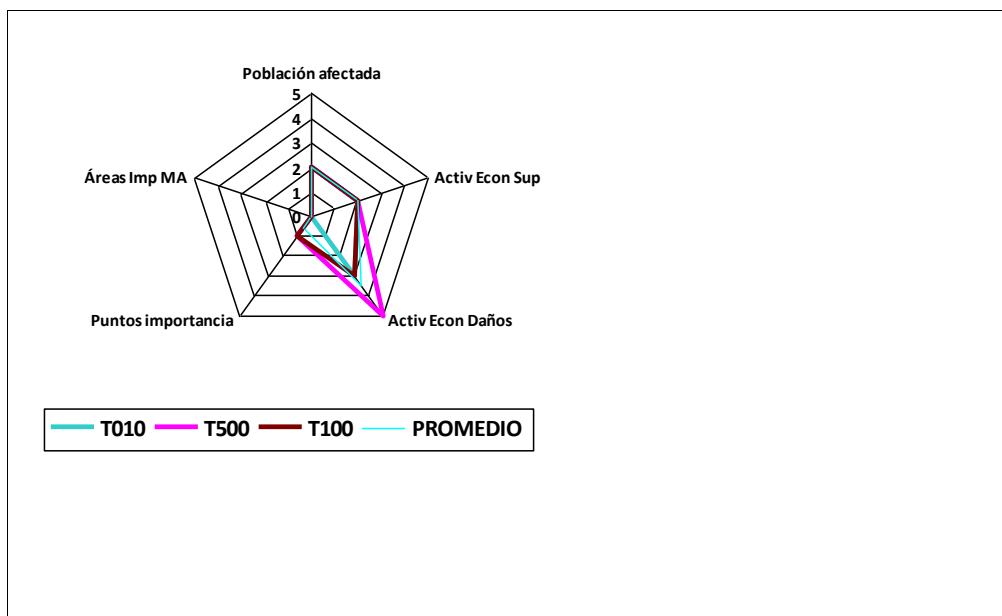 Población afectada
5
4
3
2
1
0
Áreas Imp MA
Activ Econ Sup
Puntos importancia
Activ Econ Daños
T010 T500 T100 PROMEDIO